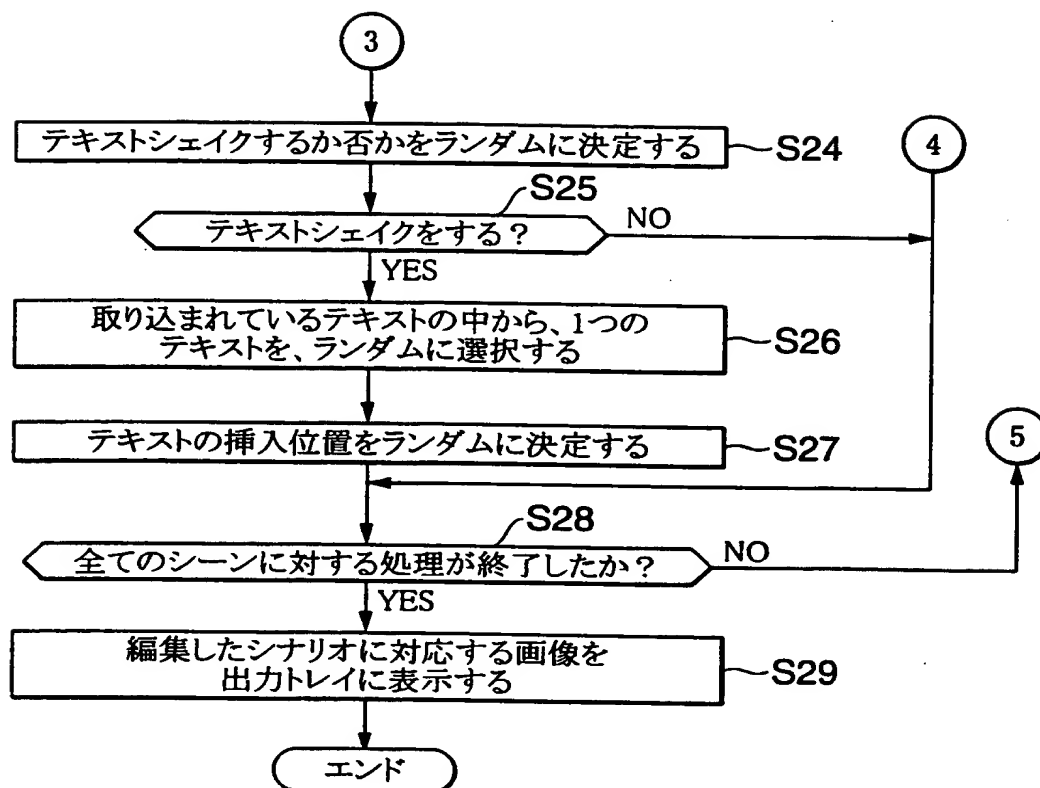 3
テキストシェイクするか否かをランダムに決定する
S24
4
S25
テキストシェイクをする？
NO
YES
取り込まれているテキストの中から、1つの
テキストを、ランダムに選択する
S26
テキストの挿入位置をランダムに決定する
S27
5
S28
全てのシーンに対する処理が終了したか？
NO
YES
編集したシナリオに対応する画像を
出力トレイに表示する
S29
エンド